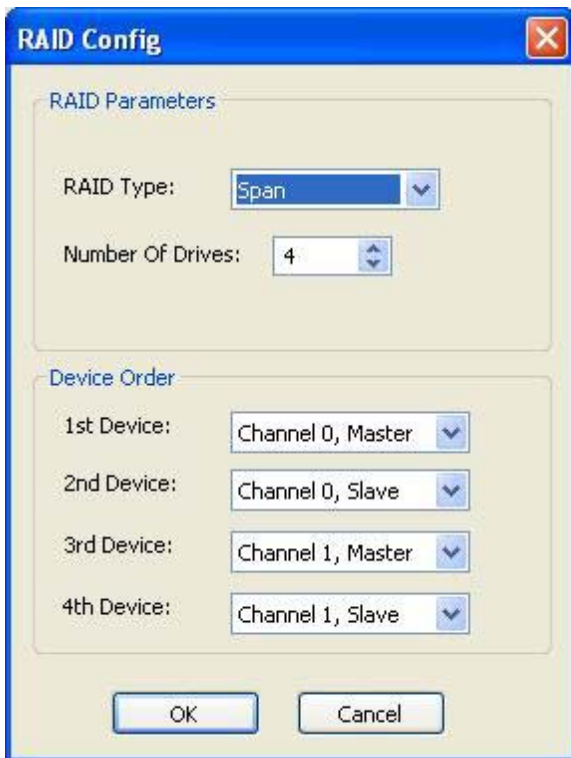 RAID Config
RAID Parameters
RAID Type: Span
Number Of Drives: 4
Device Order
1st Device: Channel 0, Master
2nd Device: Channel 0, Slave
3rd Device: Channel 1, Master
4th Device: Channel 1, Slave
OK Cancel